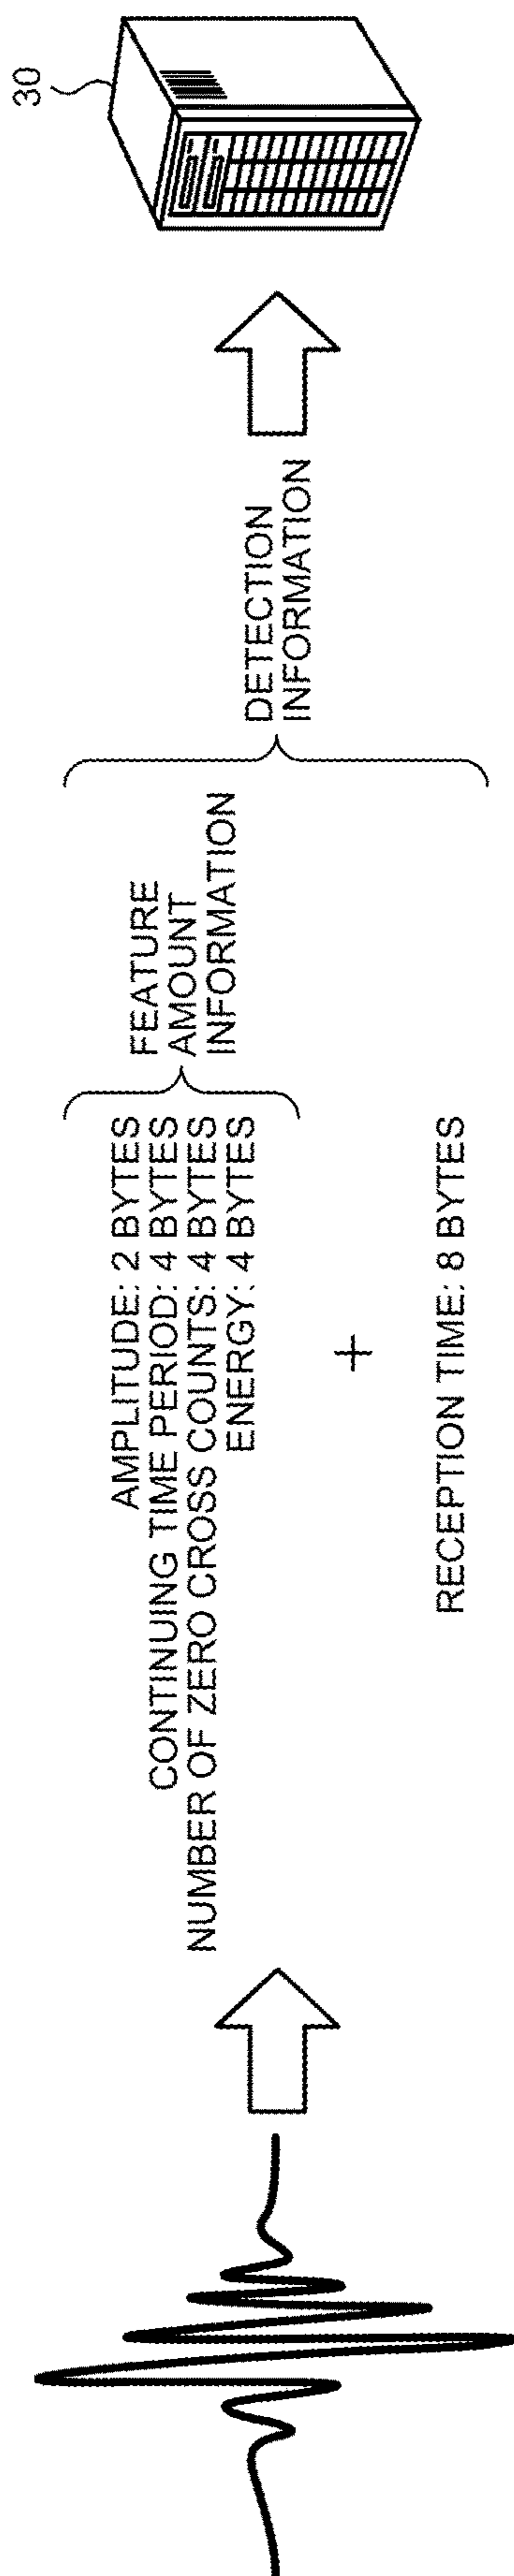 AMPLITUDE: 2 BYTES
CONTINUING TIME PERIOD: 4 BYTES
NUMBER OF ZERO CROSS COUNTS: 4 BYTES
ENERGY: 4 BYTES
FEATURE
AMOUNT
INFORMATION
+
RECEPTION TIME: 8 BYTES
DETECTION
INFORMATION
30